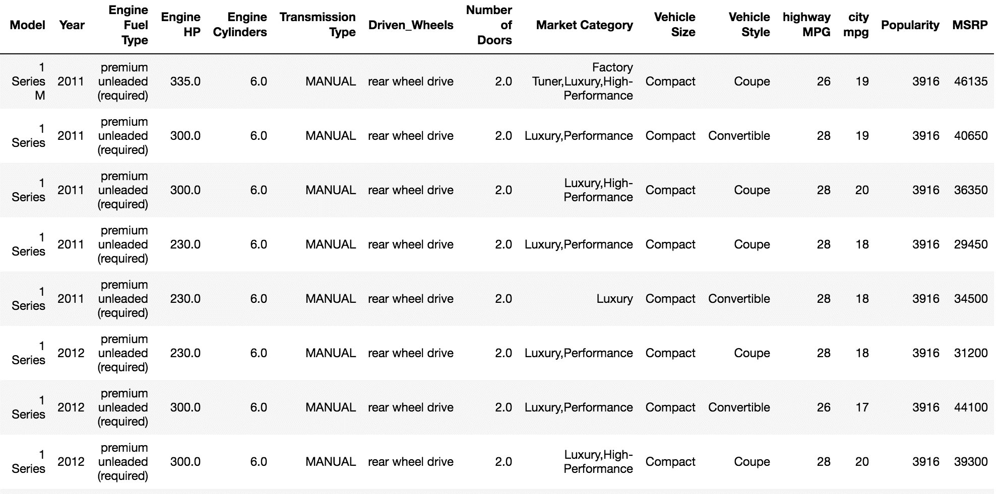 Model Year Engine Fuel Type Engine HP Engine Cylinders Transmission Type Driven_Wheels Number of Doors Market Category Vehicle Size Vehicle Style highway MPG city mpg Popularity MSRP
1 Series M 2011 premium unleaded (required) 335.0 6.0 MANUAL rear wheel drive 2.0 Factory Tuner,Luxury,High-Performance Compact Coupe 26 19 3916 46135
1 Series 2011 premium unleaded (required) 300.0 6.0 MANUAL rear wheel drive 2.0 Luxury,Performance Compact Convertible 28 19 3916 40650
1 Series 2011 premium unleaded (required) 300.0 6.0 MANUAL rear wheel drive 2.0 Luxury,High-Performance Compact Coupe 28 20 3916 36350
1 Series 2011 premium unleaded (required) 230.0 6.0 MANUAL rear wheel drive 2.0 Luxury,Performance Compact Coupe 28 18 3916 29450
1 Series 2011 premium unleaded (required) 230.0 6.0 MANUAL rear wheel drive 2.0 Luxury Compact Convertible 28 18 3916 34500
1 Series 2012 premium unleaded (required) 230.0 6.0 MANUAL rear wheel drive 2.0 Luxury,Performance Compact Coupe 28 18 3916 31200
1 Series 2012 premium unleaded (required) 300.0 6.0 MANUAL rear wheel drive 2.0 Luxury,Performance Compact Convertible 26 17 3916 44100
1 Series 2012 premium unleaded (required) 300.0 6.0 MANUAL rear wheel drive 2.0 Luxury,High-Performance Compact Coupe 28 20 3916 39300